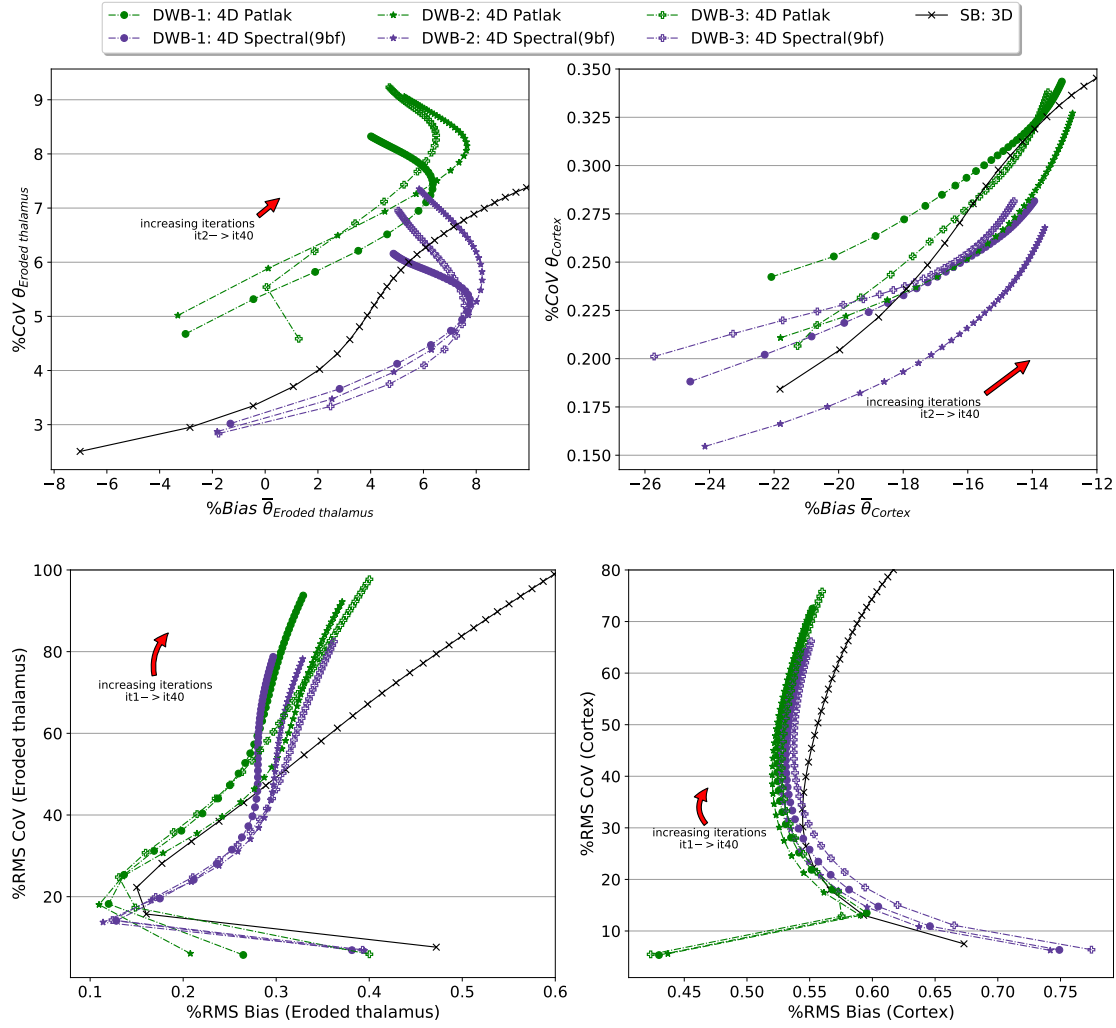 DWB-1: 4D Patlak DWB-2: 4D Patlak DWB-3: 4D Patlak SB: 3D
DWB-1: 4D Spectral(9bf) DWB-2: 4D Spectral(9bf) DWB-3: 4D Spectral(9bf)
%CoV θEroded thalamus
9
8
7
6
5
4
3
increasing iterations
it2−>it40
−8 −6 −4 −2 0 2 4 6 8
%Bias θ̅Eroded thalamus
%CoV θCortex
0.350
0.325
0.300
0.275
0.250
0.225
0.200
0.175
0.150
increasing iterations
it2−>it40
−26 −24 −22 −20 −18 −16 −14 −12
%Bias θ̅Cortex
%RMS CoV (Eroded thalamus)
100
80
60
40
20
increasing iterations
it1−>it40
0.1 0.2 0.3 0.4 0.5 0.6
%RMS Bias (Eroded thalamus)
%RMS CoV (Cortex)
80
70
60
50
40
30
20
10
increasing iterations
it1−>it40
0.45 0.50 0.55 0.60 0.65 0.70 0.75
%RMS Bias (Cortex)